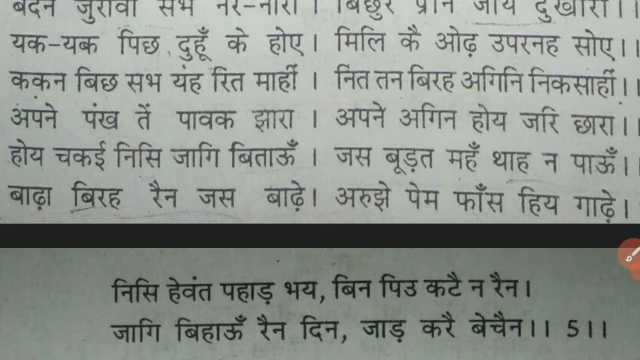 बदन जुरावा सभ नर-नारी। बिछुरे प्रान जाय दुखारी।।
यक-यक पिछ दुहूँ के होए। मिलि कै ओढ़ उपरनह सोए।।
ककन बिछ सभ यंह रित माहीं। नित तन बिरह अगिनि निकसाहीं।।
अपने पंख तें पावक झारा। अपने अगिन होय जरि छारा।।
होय चकई निसि जागि बिताऊँ। जस बूड़त महँ थाह न पाऊँ।।
बाढ़ा बिरह रैन जस बाढ़े। अरुझे पेम फाँस हिय गाढ़े।
निसि हेवंत पहाड़ भय, बिन पिउ कटै न रैन।
जागि बिहाऊँ रैन दिन, जाड़ करै बेचैन।। 5।।